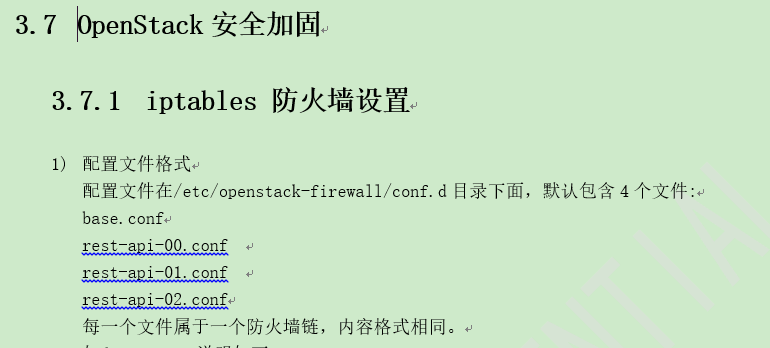 3.7 OpenStack 安全加固
3.7.1 iptables 防火墙设置
1) 配置文件格式
配置文件在/etc/openstack-firewall/conf.d 目录下面，默认包含 4 个文件:
base.conf
rest-api-00.conf
rest-api-01.conf
rest-api-02.conf
每一个文件属于一个防火墙链，内容格式相同。